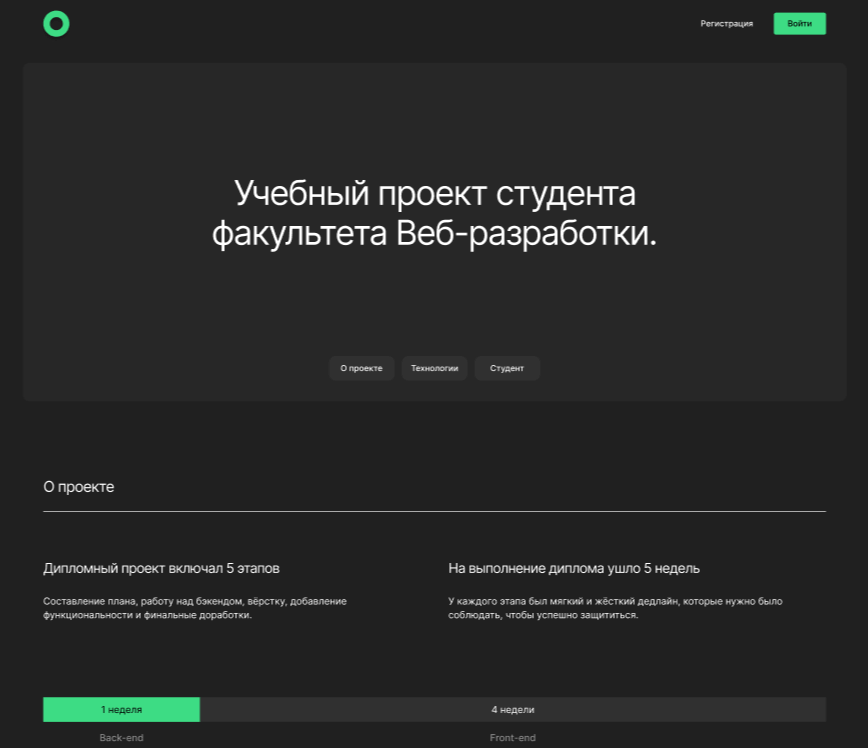 Регистрация
Войти
Учебный проект студента
факультета Веб-разработки.
О проекте
Технологии
Студент
О проекте
Дипломный проект включал 5 этапов
Составление плана, работу над бэкендом, вёрстку, добавление
функциональности и финальные доработки.
На выполнение диплома ушло 5 недель
У каждого этапа был мягкий и жёсткий дедлайн, которые нужно было
соблюдать, чтобы успешно защититься.
1 неделя
4 недели
Back-end
Front-end